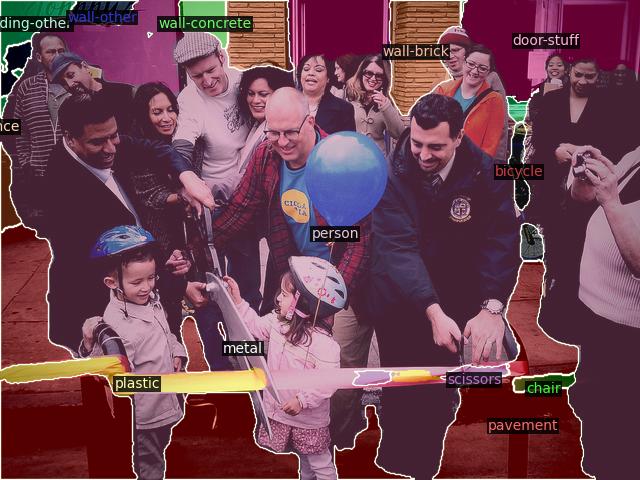 ding-othe.
wall-other
wall-concrete
wall-brick
door-stuff
nce
bicycle
person
metal
plastic
scissors
chair
pavement